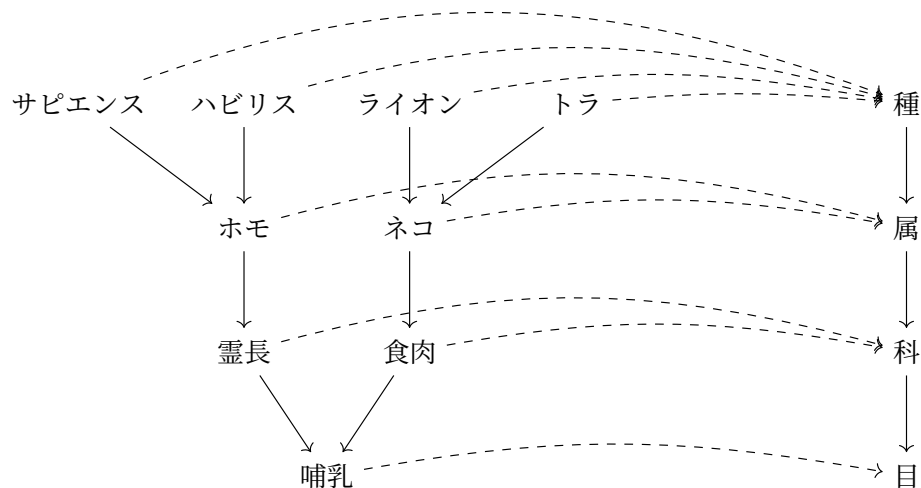 サピエンス ハビリス ライオン トラ 種
ホモ ネコ 属
霊長 食肉 科
哺乳 目